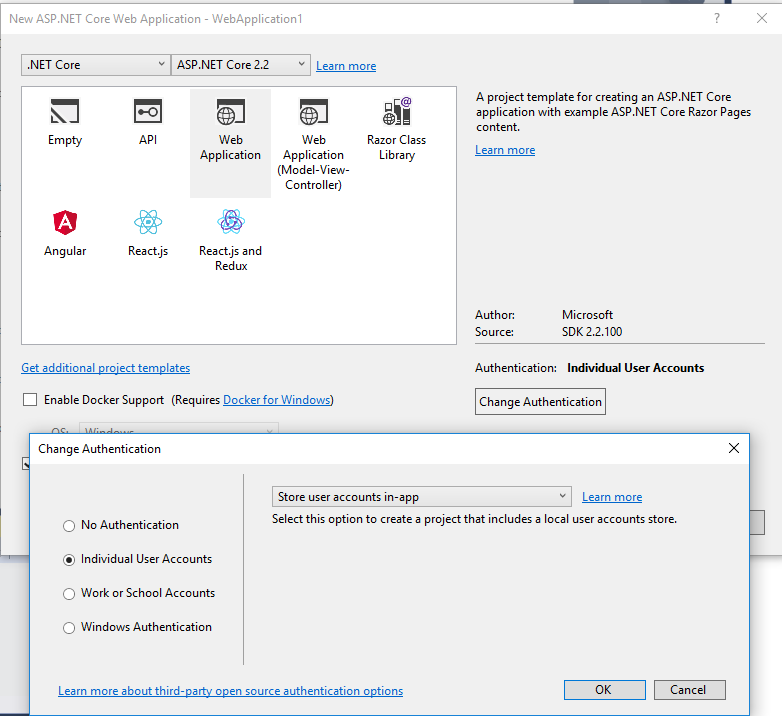 New ASP.NET Core Web Application - WebApplication1
?
.NET Core
ASP.NET Core 2.2
Learn more
Empty
API
Web
Application
Web
Application
(Model-View-
Controller)
Razor Class
Library
Angular
React.js
React.js and
Redux
A project template for creating an ASP.NET Core
application with example ASP.NET Core Razor Pages
content.
Learn more
Author: Microsoft
Source: SDK 2.2.100
Get additional project templates
Authentication: Individual User Accounts
Enable Docker Support (Requires Docker for Windows)
Change Authentication
OS: Windows
Change Authentication
Store user accounts in-app
Learn more
Select this option to create a project that includes a local user accounts store.
No Authentication
Individual User Accounts
Work or School Accounts
Windows Authentication
Learn more about third-party open source authentication options
OK
Cancel